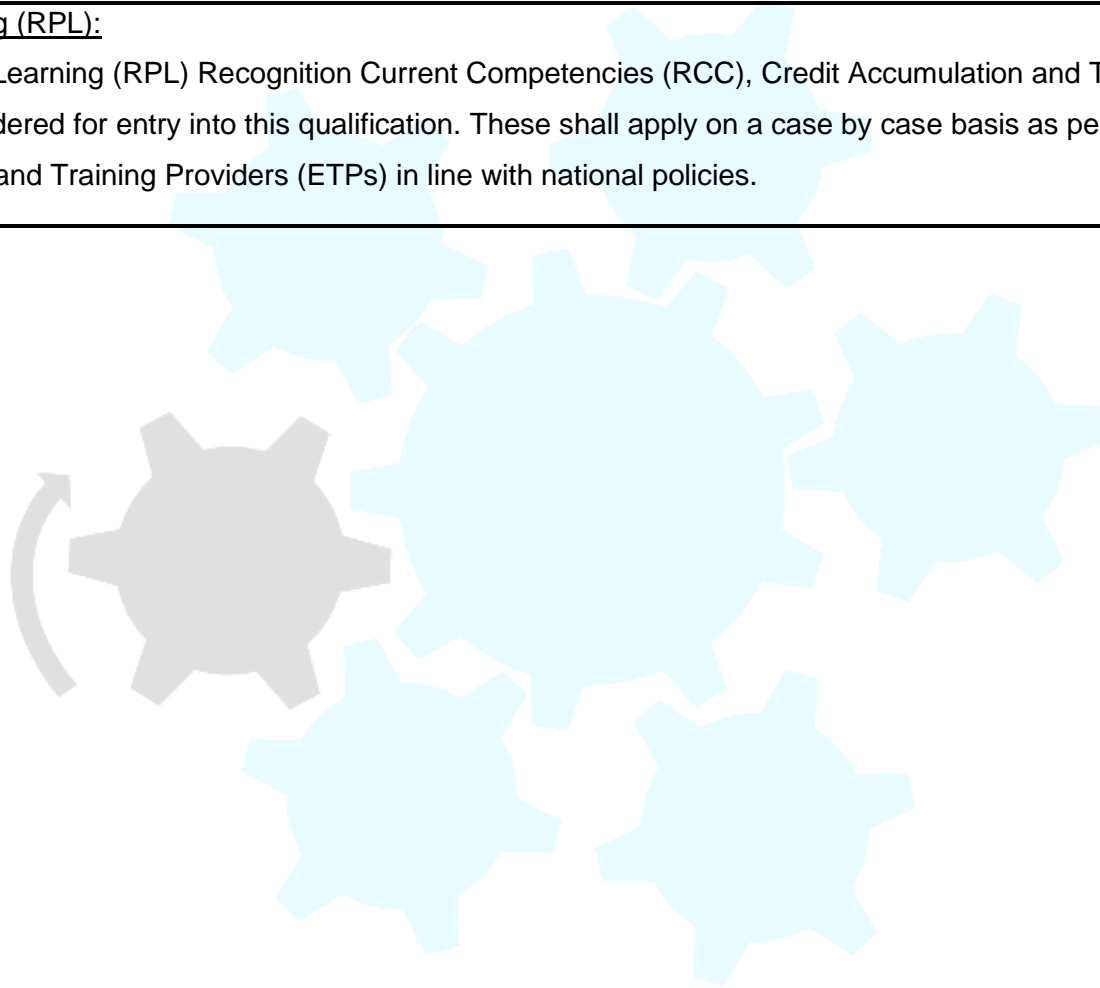 g (RPL):
Learning (RPL) Recognition Current Competencies (RCC), Credit Accumulation and T
dered for entry into this qualification. These shall apply on a case by case basis as pe
and Training Providers (ETPs) in line with national policies.